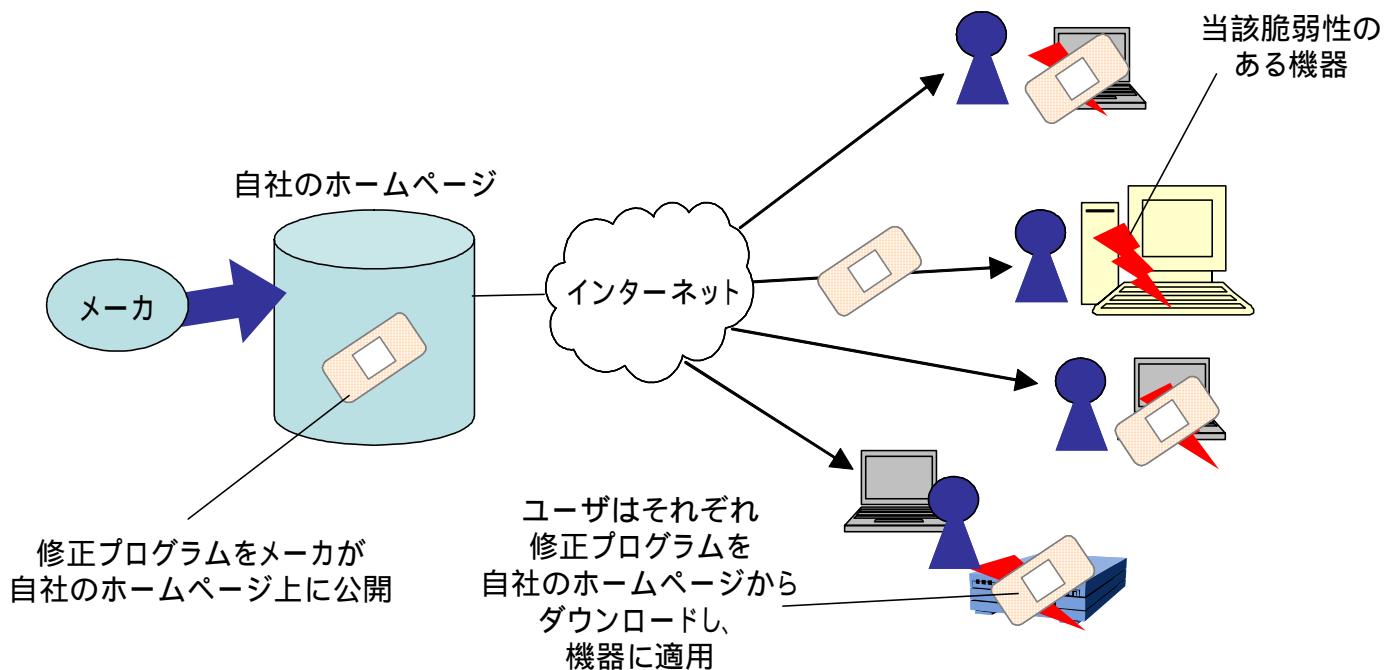 当該脆弱性の
ある機器
自社のホームページ
メーカ
インターネット
修正プログラムをメーカが
自社のホームページ上に公開
ユーザはそれぞれ
修正プログラムを
自社のホームページから
ダウンロードし、
機器に適用